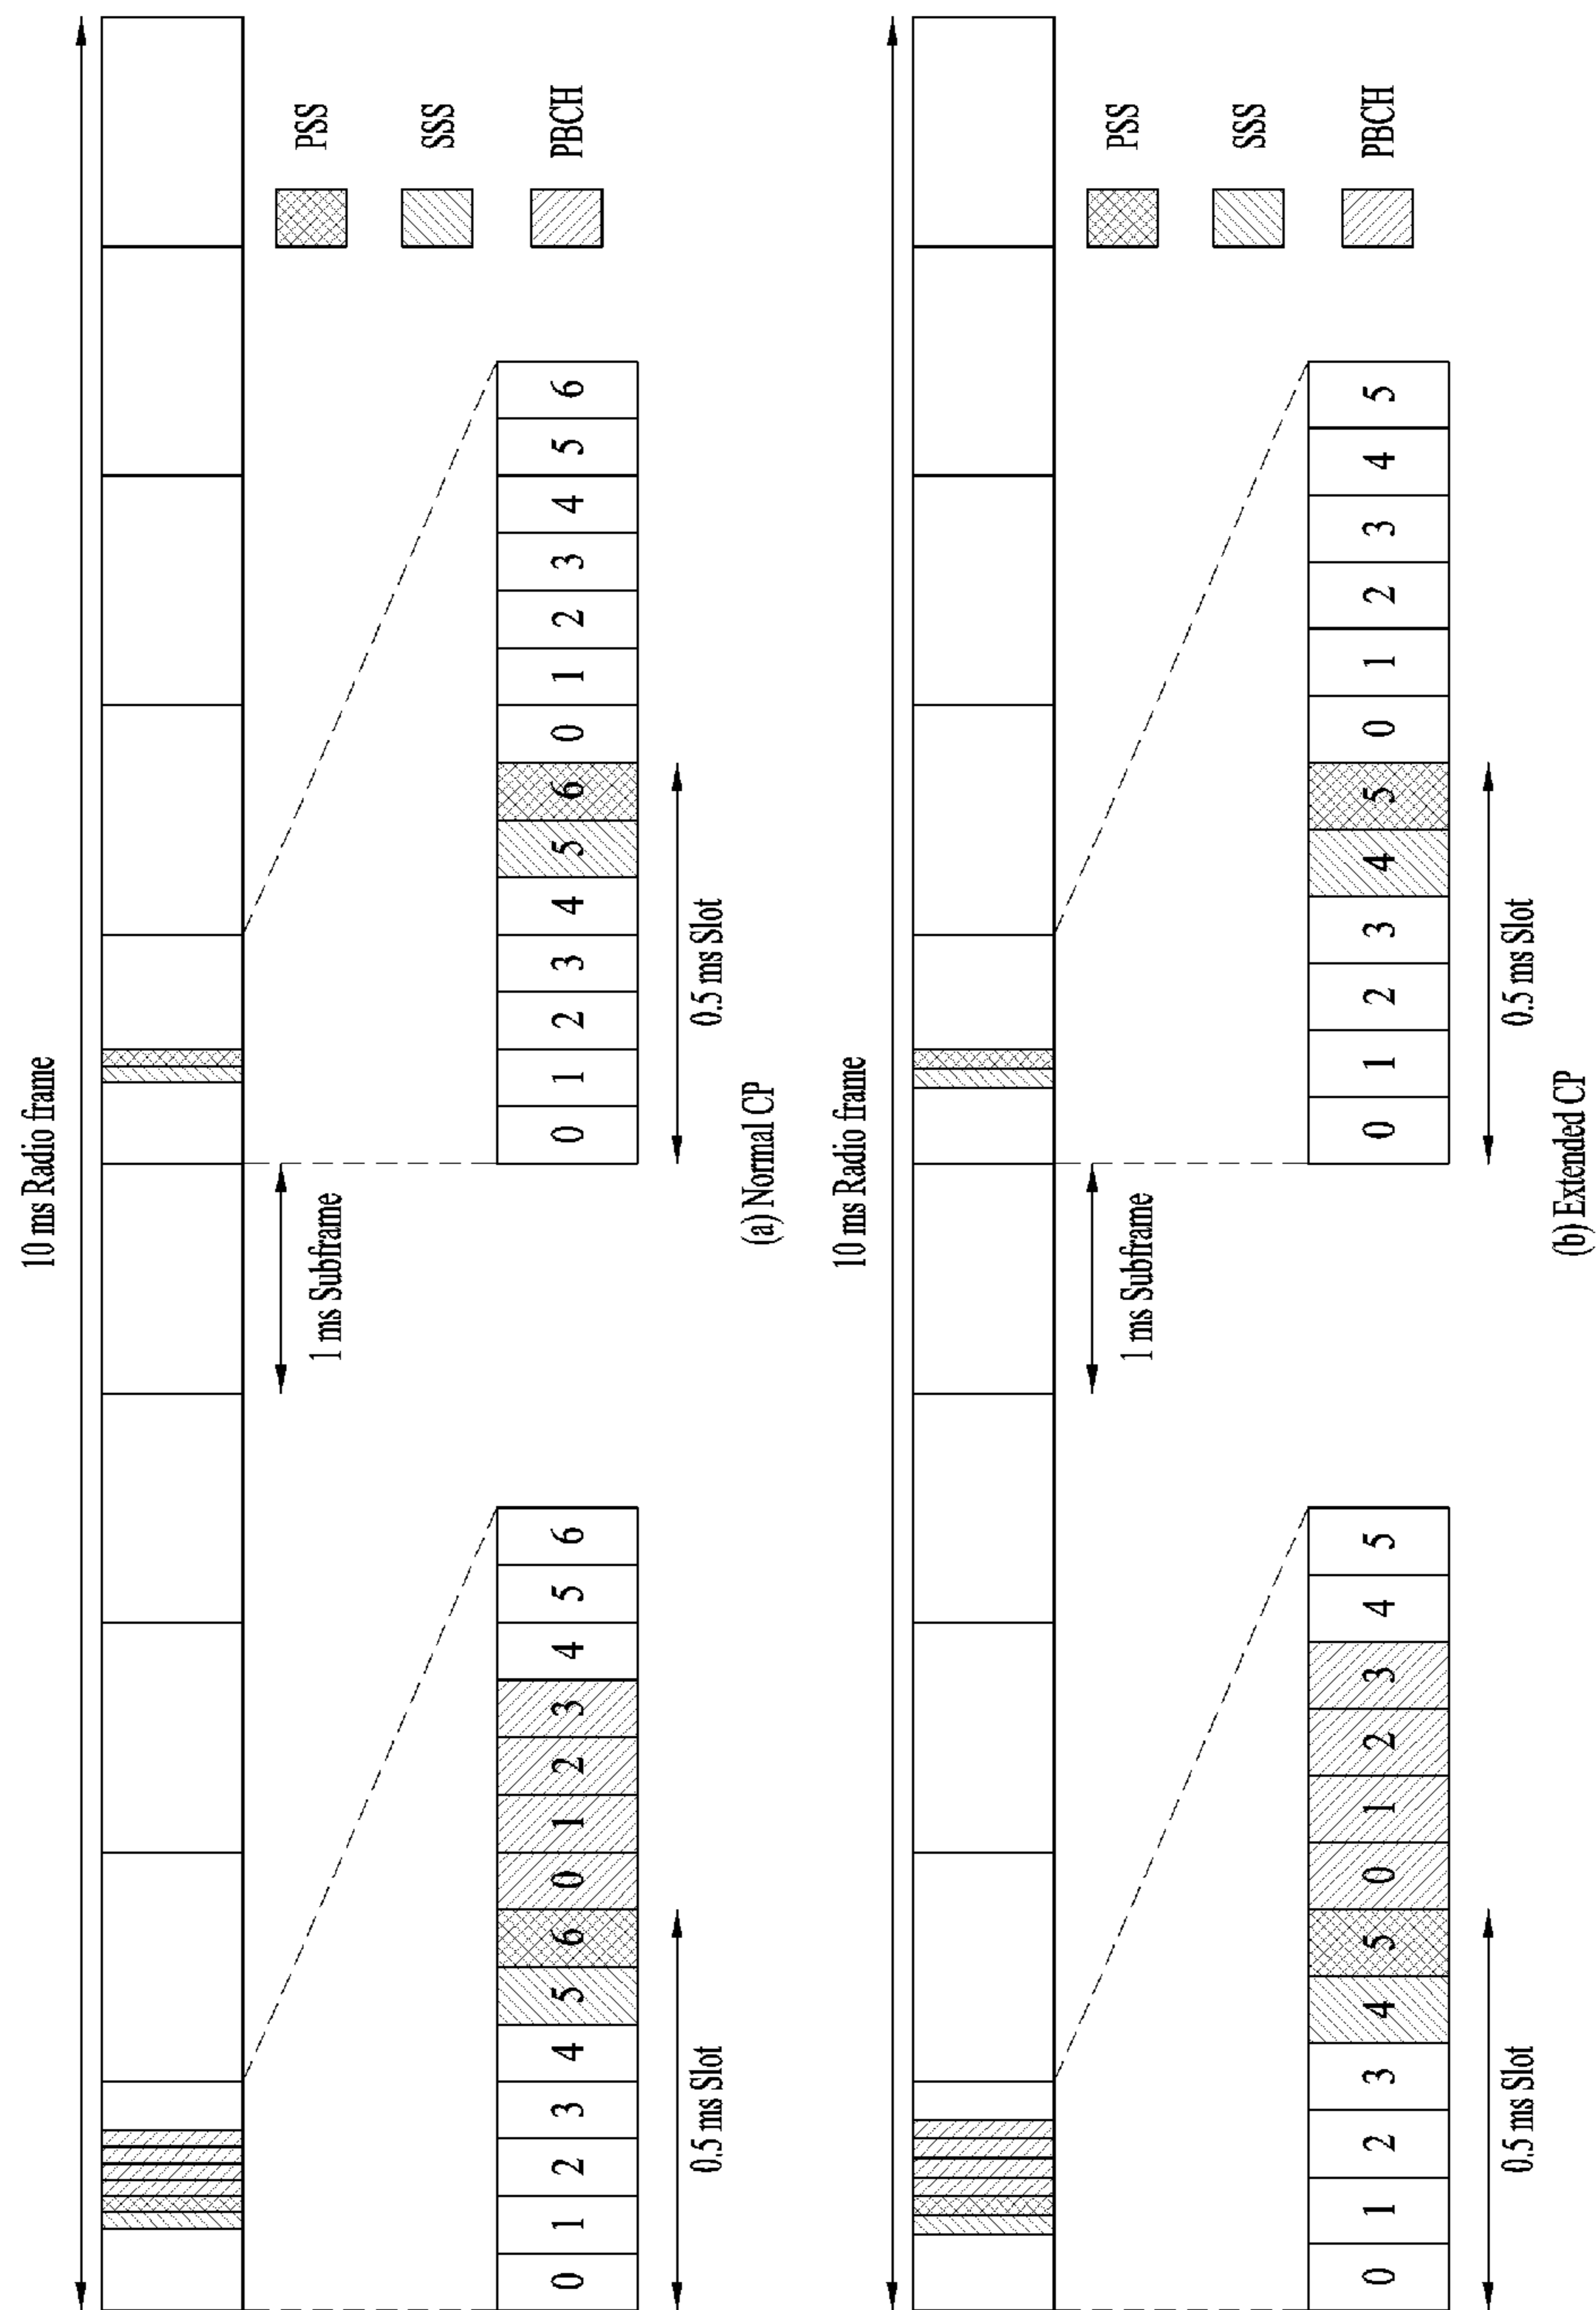 10 ms Radio frame
PSS
SSS
PBCH
1 ms Subframe
0 1 2 3 4 5 6 0 1 2 3 4 5 6
0 1 2 3 4 5 6 0 1 2 3 4 5 6
0.5 ms Slot
0.5 ms Slot
(a) Normal CP
10 ms Radio frame
PSS
SSS
PBCH
1 ms Subframe
0 1 2 3 4 5 0 1 2 3 4 5
0 1 2 3 4 5 0 1 2 3 4 5
0.5 ms Slot
0.5 ms Slot
(b) Extended CP